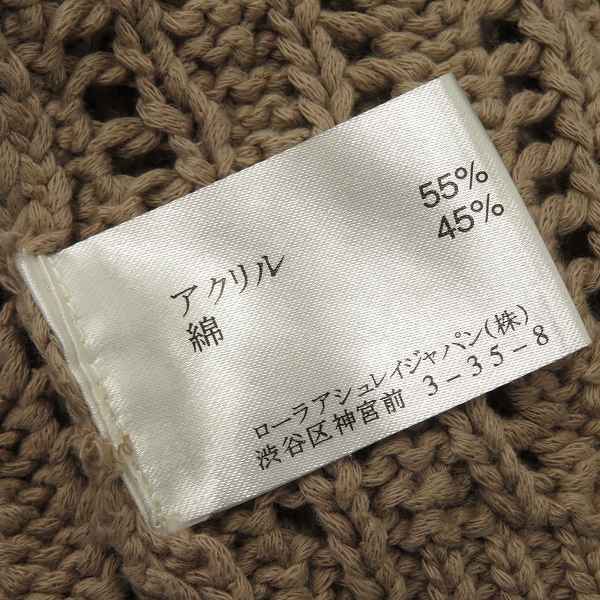 アクリル 55%
綿 45%
ローラアシュレイジャパン(株)
渋谷区神宮前 3-35-8